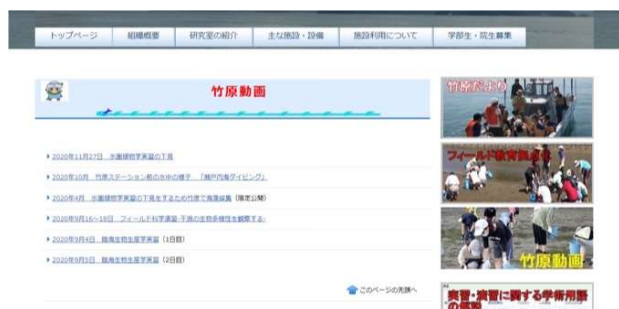 トップページ
組織概要
研究室の紹介
主な施設・設備
施設利用について
学部生・院生募集
竹原動画
2020年11月27日 水圏植物学実習の下見
2020年10月 竹原ステーション前の水中の様子 「瀬戸内海ダイビング」
2020年4月 水圏植物学実習の下見をするため竹原で海藻採集 (限定公開)
2020年9月16~18日 フィールド科学演習-干潟の生物多様性を観察する-
2020年9月4日 臨海生物生産学実習 (1日目)
2020年9月5日 臨海生物生産学実習 (2日目)
このページの先頭へ
竹原だより
フィールド教育拠点化
竹原動画
実習・演習に関する学術用語
の解説